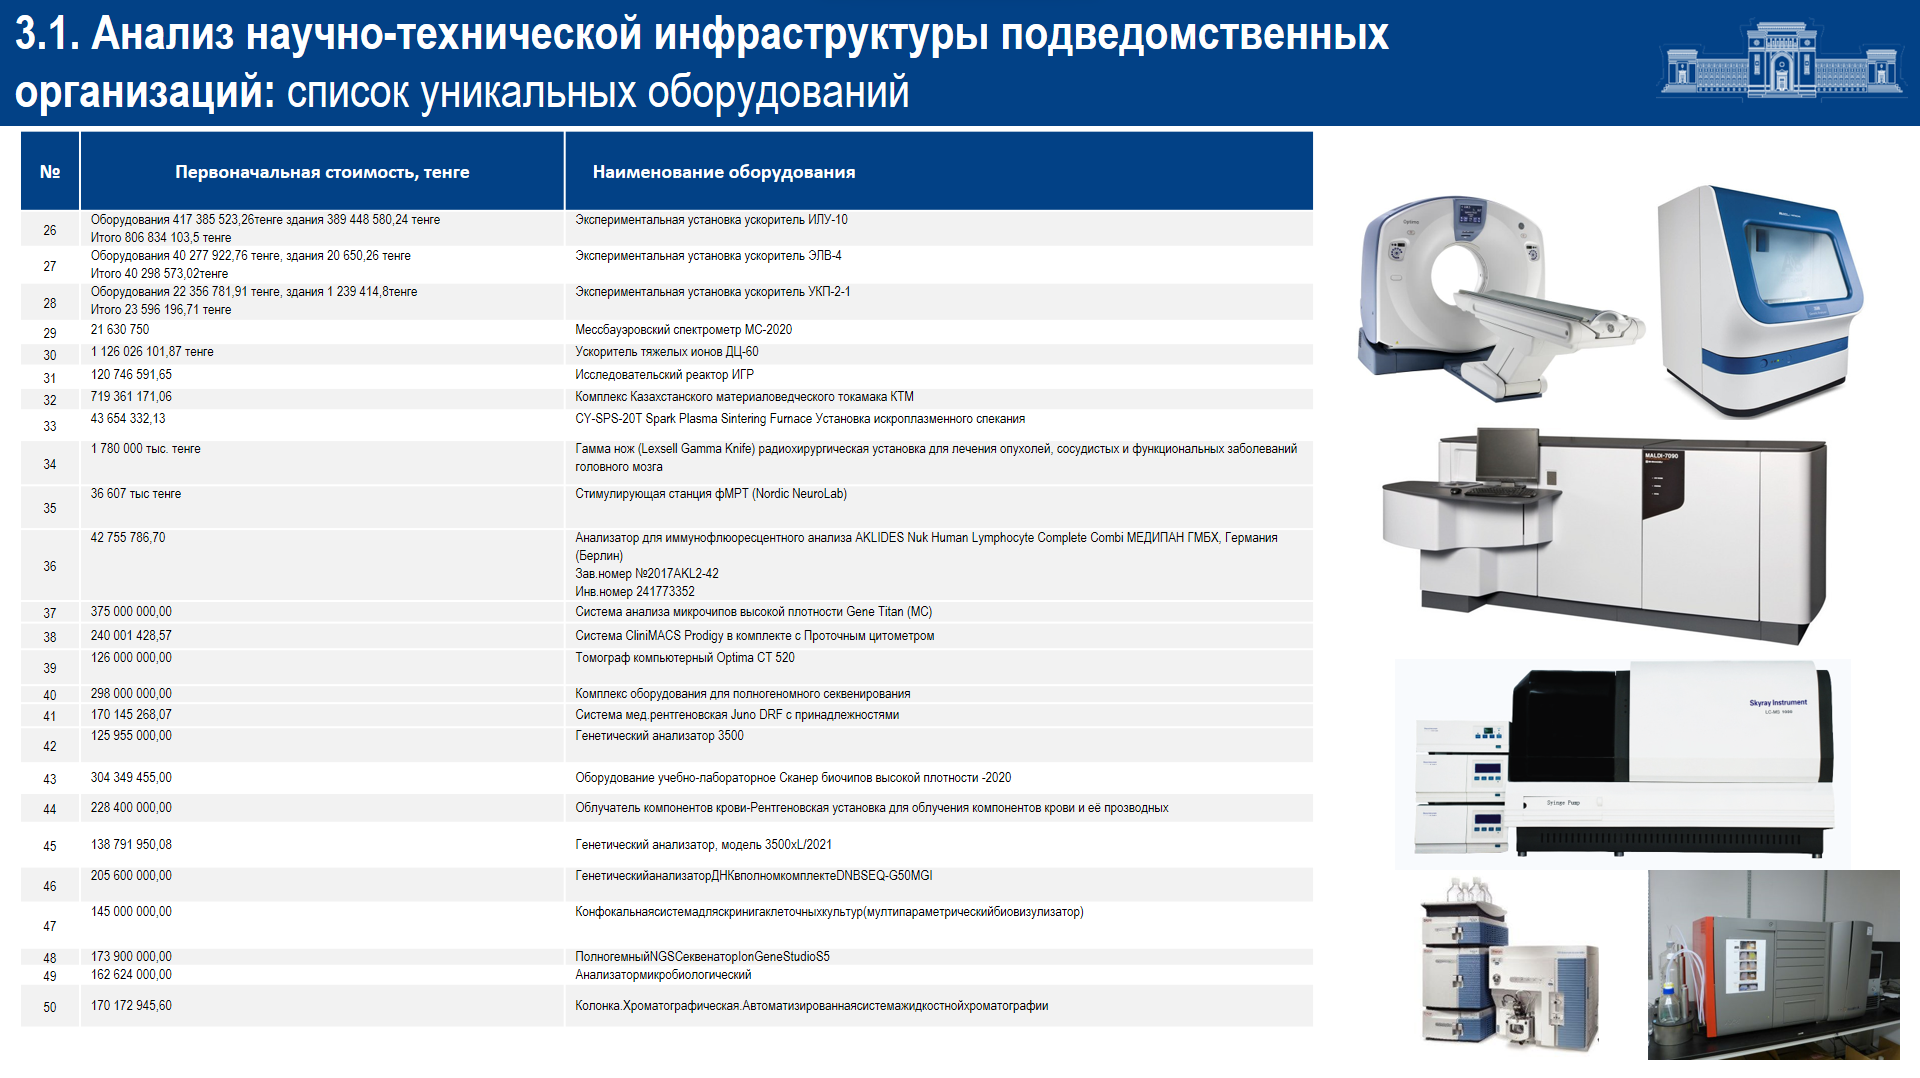 3.1. Анализ научно-технической инфраструктуры подведомственных
организаций: список уникальных оборудований
№ Первоначальная стоимость, тенге Наименование оборудования
26 Оборудования 417 385 523,26тенге здания 389 448 580,24 тенге Экспериментальная установка ускоритель ИЛУ-10
Итого 806 834 103,5 тенге
27 Оборудования 40 277 922,76 тенге, здания 20 650,26 тенге Экспериментальная установка ускоритель ЭЛВ-4
Итого 40 298 573,02тенге
28 Оборудования 22 356 781,91 тенге, здания 1 239 414,8тенге Экспериментальная установка ускоритель УКП-2-1
Итого 23 596 196,71 тенге
29 21 630 750 Мессбауэровский спектрометр МС-2020
30 1 126 026 101,87 тенге Ускоритель тяжелых ионов ДЦ-60
31 120 746 591,65 Исследовательский реактор ИГР
32 719 361 171,06 Комплекс Казахстанского материаловедческого токамака КТМ
33 43 654 332,13 CY-SPS-20T Spark Plasma Sintering Furnace Установка искроплазменного спекания
34 1 780 000 тыс. тенге Гамма нож (Lexsell Gamma Knife) радиохирургическая установка для лечения опухолей, сосудистых и функциональных заболеваний
головного мозга
35 36 607 тыс тенге Стимулирующая станция фМРТ (Nordic NeuroLab)
36 42 755 786,70 Анализатор для иммунофлюоресцентного анализа AKLIDES Nuk Human Lymphocyte Complete Combi МЕДИПАН ГМБХ, Германия
(Берлин)
Зав.номер №2017AKL2-42
Инв.номер 241773352
37 375 000 000,00 Система анализа микрочипов высокой плотности Gene Titan (MC)
38 240 001 428,57 Система CliniMACS Prodigy в комплекте с Проточным цитометром
39 126 000 000,00 Томограф компьютерный Optima CT 520
40 298 000 000,00 Комплекс оборудования для полногеномного секвенирования
41 170 145 268,07 Система мед.рентгеновская Juno DRF с принадлежностями
42 125 955 000,00 Генетический анализатор 3500
43 304 349 455,00 Оборудование учебно-лабораторное Сканер биочипов высокой плотности -2020
44 228 400 000,00 Облучатель компонентов крови-Рентгеновская установка для облучения компонентов крови и её прозводных
45 138 791 950,08 Генетический анализатор, модель 3500xL/2021
46 205 600 000,00 ГенетическийанализаторДНКвполномкомплектеDNBSEQ-G50MGI
47 145 000 000,00 Конфокальнаясистемадляскринигаклеточныхкультур(мултипараметрическийбиовизулизатор)
48 173 900 000,00 ПолногемныйNGSСеквенаторIonGeneStudioS5
49 162 624 000,00 Анализатормикробиологический
50 170 172 945,60 Колонка.Хроматографическая.Автоматизированнаясистемажидкостнойхроматографии
Optima
MALDI-7090
Skyray Instrument
LC-MS 1000
Syringe Pump